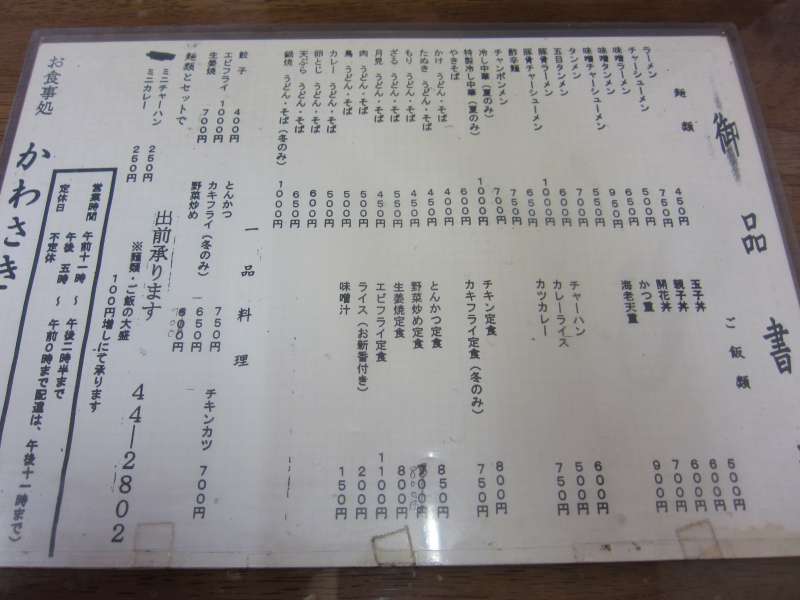 御品書
麺類
ラーメン 450円
チャーシューメン 750円
味噌ラーメン 500円
味噌タンメン 650円
味噌チャーシューメン 950円
タンメン 550円
五目タンメン 700円
豚骨ラーメン 600円
豚骨チャーシューメン 1000円
酢辛麺 650円
チャンポンメン 750円
冷し中華(夏のみ) 700円
特製冷し中華(夏のみ) 1000円
やきそば 600円
かけ うどん・そば 400円
たぬき うどん・そば 450円
もり うどん・そば 450円
ざる うどん・そば 550円
月見 うどん・そば 450円
肉 うどん・そば 500円
鳥 うどん・そば 500円
カレー うどん・そば 500円
卵とじ うどん・そば 600円
天ぷら うどん・そば 650円
鍋焼 うどん・そば(冬のみ) 1000円
ご飯類
玉子丼 500円
親子丼 600円
開花丼 600円
かつ重 700円
海老天重 900円
チャーハン 600円
カレーライス 500円
カツカレー 750円
チキン定食 800円
カキフライ定食(冬のみ) 750円
とんかつ定食 850円
野菜炒め定食
生姜焼定食 800円
エビフライ定食 1100円
ライス(お新香付き) 200円
味噌汁 150円
一品料理
餃子 400円
エビフライ 1000円
生姜焼 700円
とんかつ 750円
カキフライ(冬のみ) 650円
野菜炒め 600円
チキンカツ 700円
麺類とセットで
ミニチャーハン 250円
ミニカレー 250円
出前承ります
44-2802
※麺類・ご飯の大盛
100円増しにて承ります
営業時間 午前十一時 〜 午後二時半まで
午後 五時 〜 午前0時まで(配達は、午後十一時まで)
定休日 不定休
お食事処 かわさき